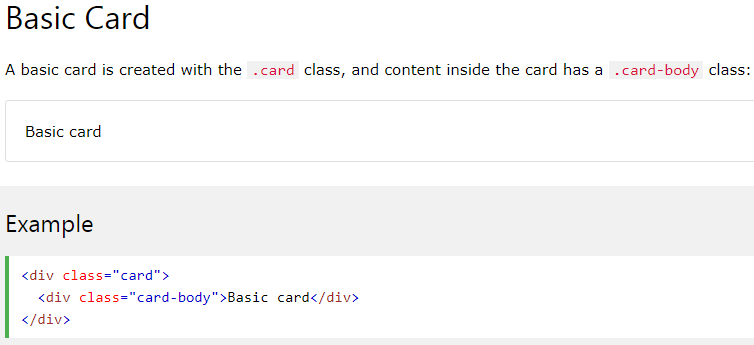 Basic Card
A basic card is created with the .card class, and content inside the card has a .card-body class:
Basic card
Example
<div class="card">
  <div class="card-body">Basic card</div>
</div>